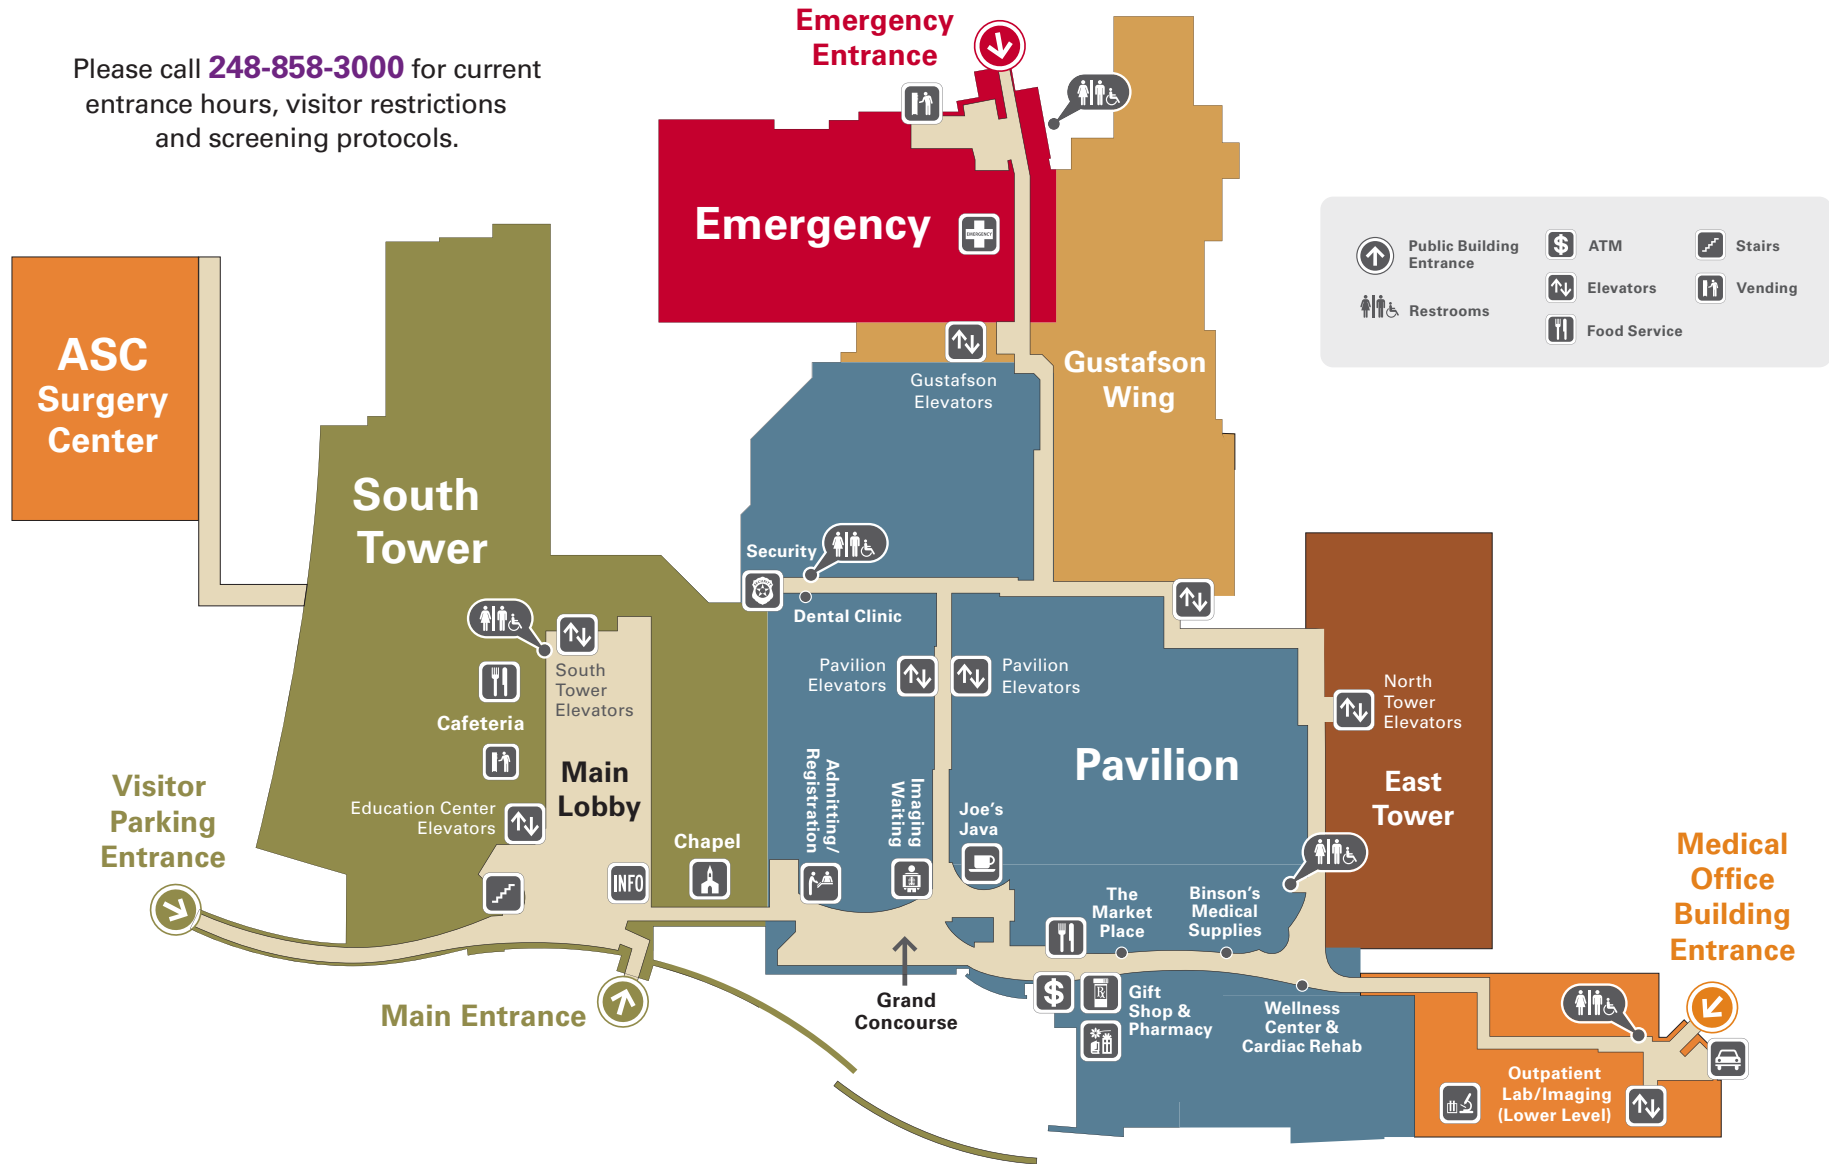 Please call 248-858-3000 for current
entrance hours, visitor restrictions
and screening protocols.
Emergency
Entrance
Emergency
EMERGENCY
Public Building
Entrance
Restrooms
$ ATM
Elevators
Food Service
Stairs
Vending
ASC
Surgery
Center
South
Tower
Gustafson
Elevators
Gustafson
Wing
Security
Dental Clinic
South
Tower
Elevators
Cafeteria
Pavilion
Elevators
Pavilion
Elevators
North
Tower
Elevators
Main
Lobby
Pavilion
East
Tower
Visitor
Parking
Entrance
Education Center
Elevators
Chapel
INFO
Admitting/
Registration
Imaging
Waiting
Joe's
Java
The
Market
Place
Binson's
Medical
Supplies
Medical
Office
Building
Entrance
Main Entrance
Grand
Concourse
$
Rx
Gift
Shop &
Pharmacy
Wellness
Center &
Cardiac Rehab
Outpatient
Lab/Imaging
(Lower Level)